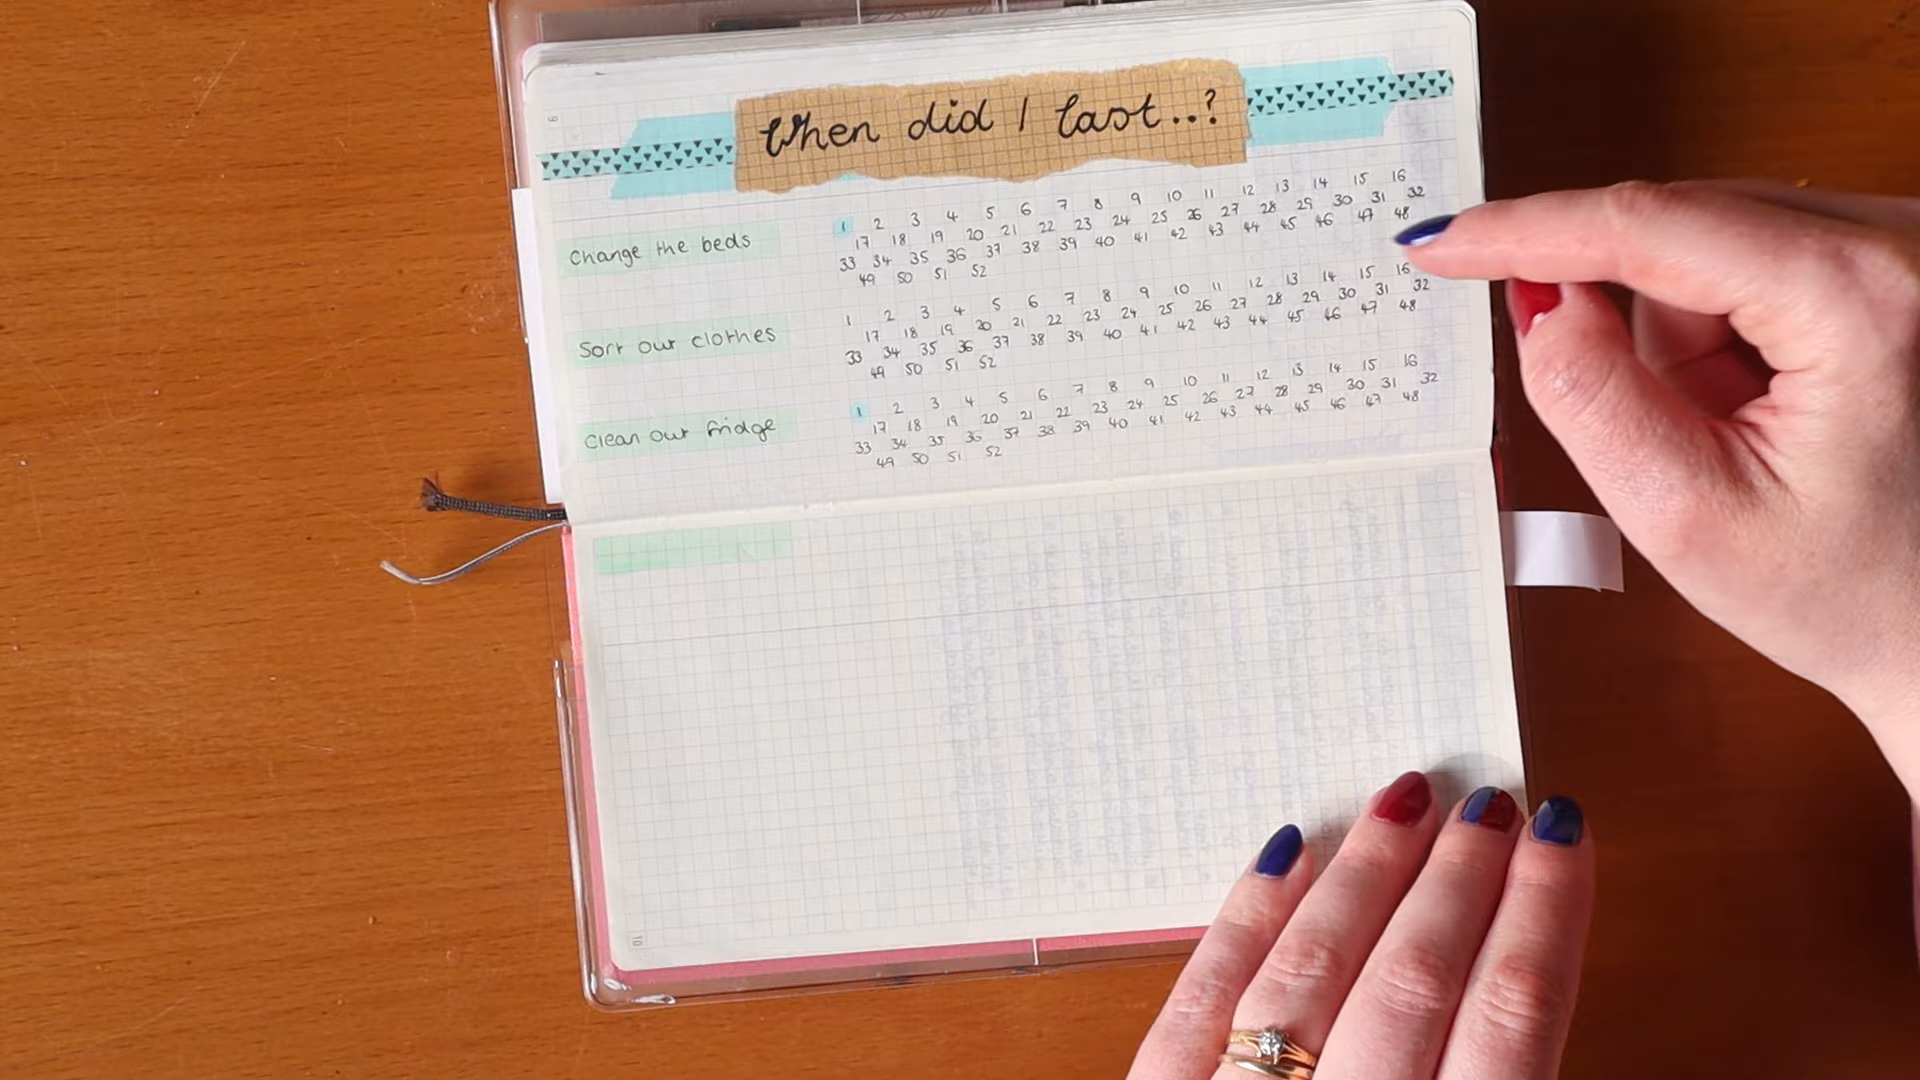 When did I last..?
Change the beds
1 2 3 4 5 6 7 8 9 10 11 12 13 14 15 16
17 18 19 20 21 22 23 24 25 26 27 28 29 30 31 32
33 34 35 36 37 38 39 40 41 42 43 44 45 46 47 48
49 50 51 52
Sort out clothes
1 2 3 4 5 6 7 8 9 10 11 12 13 14 15 16
17 18 19 20 21 22 23 24 25 26 27 28 29 30 31 32
33 34 35 36 37 38 39 40 41 42 43 44 45 46 47 48
49 50 51 52
Clean out fridge
1 2 3 4 5 6 7 8 9 10 11 12 13 14 15 16
17 18 19 20 21 22 23 24 25 26 27 28 29 30 31 32
33 34 35 36 37 38 39 40 41 42 43 44 45 46 47 48
49 50 51 52
10